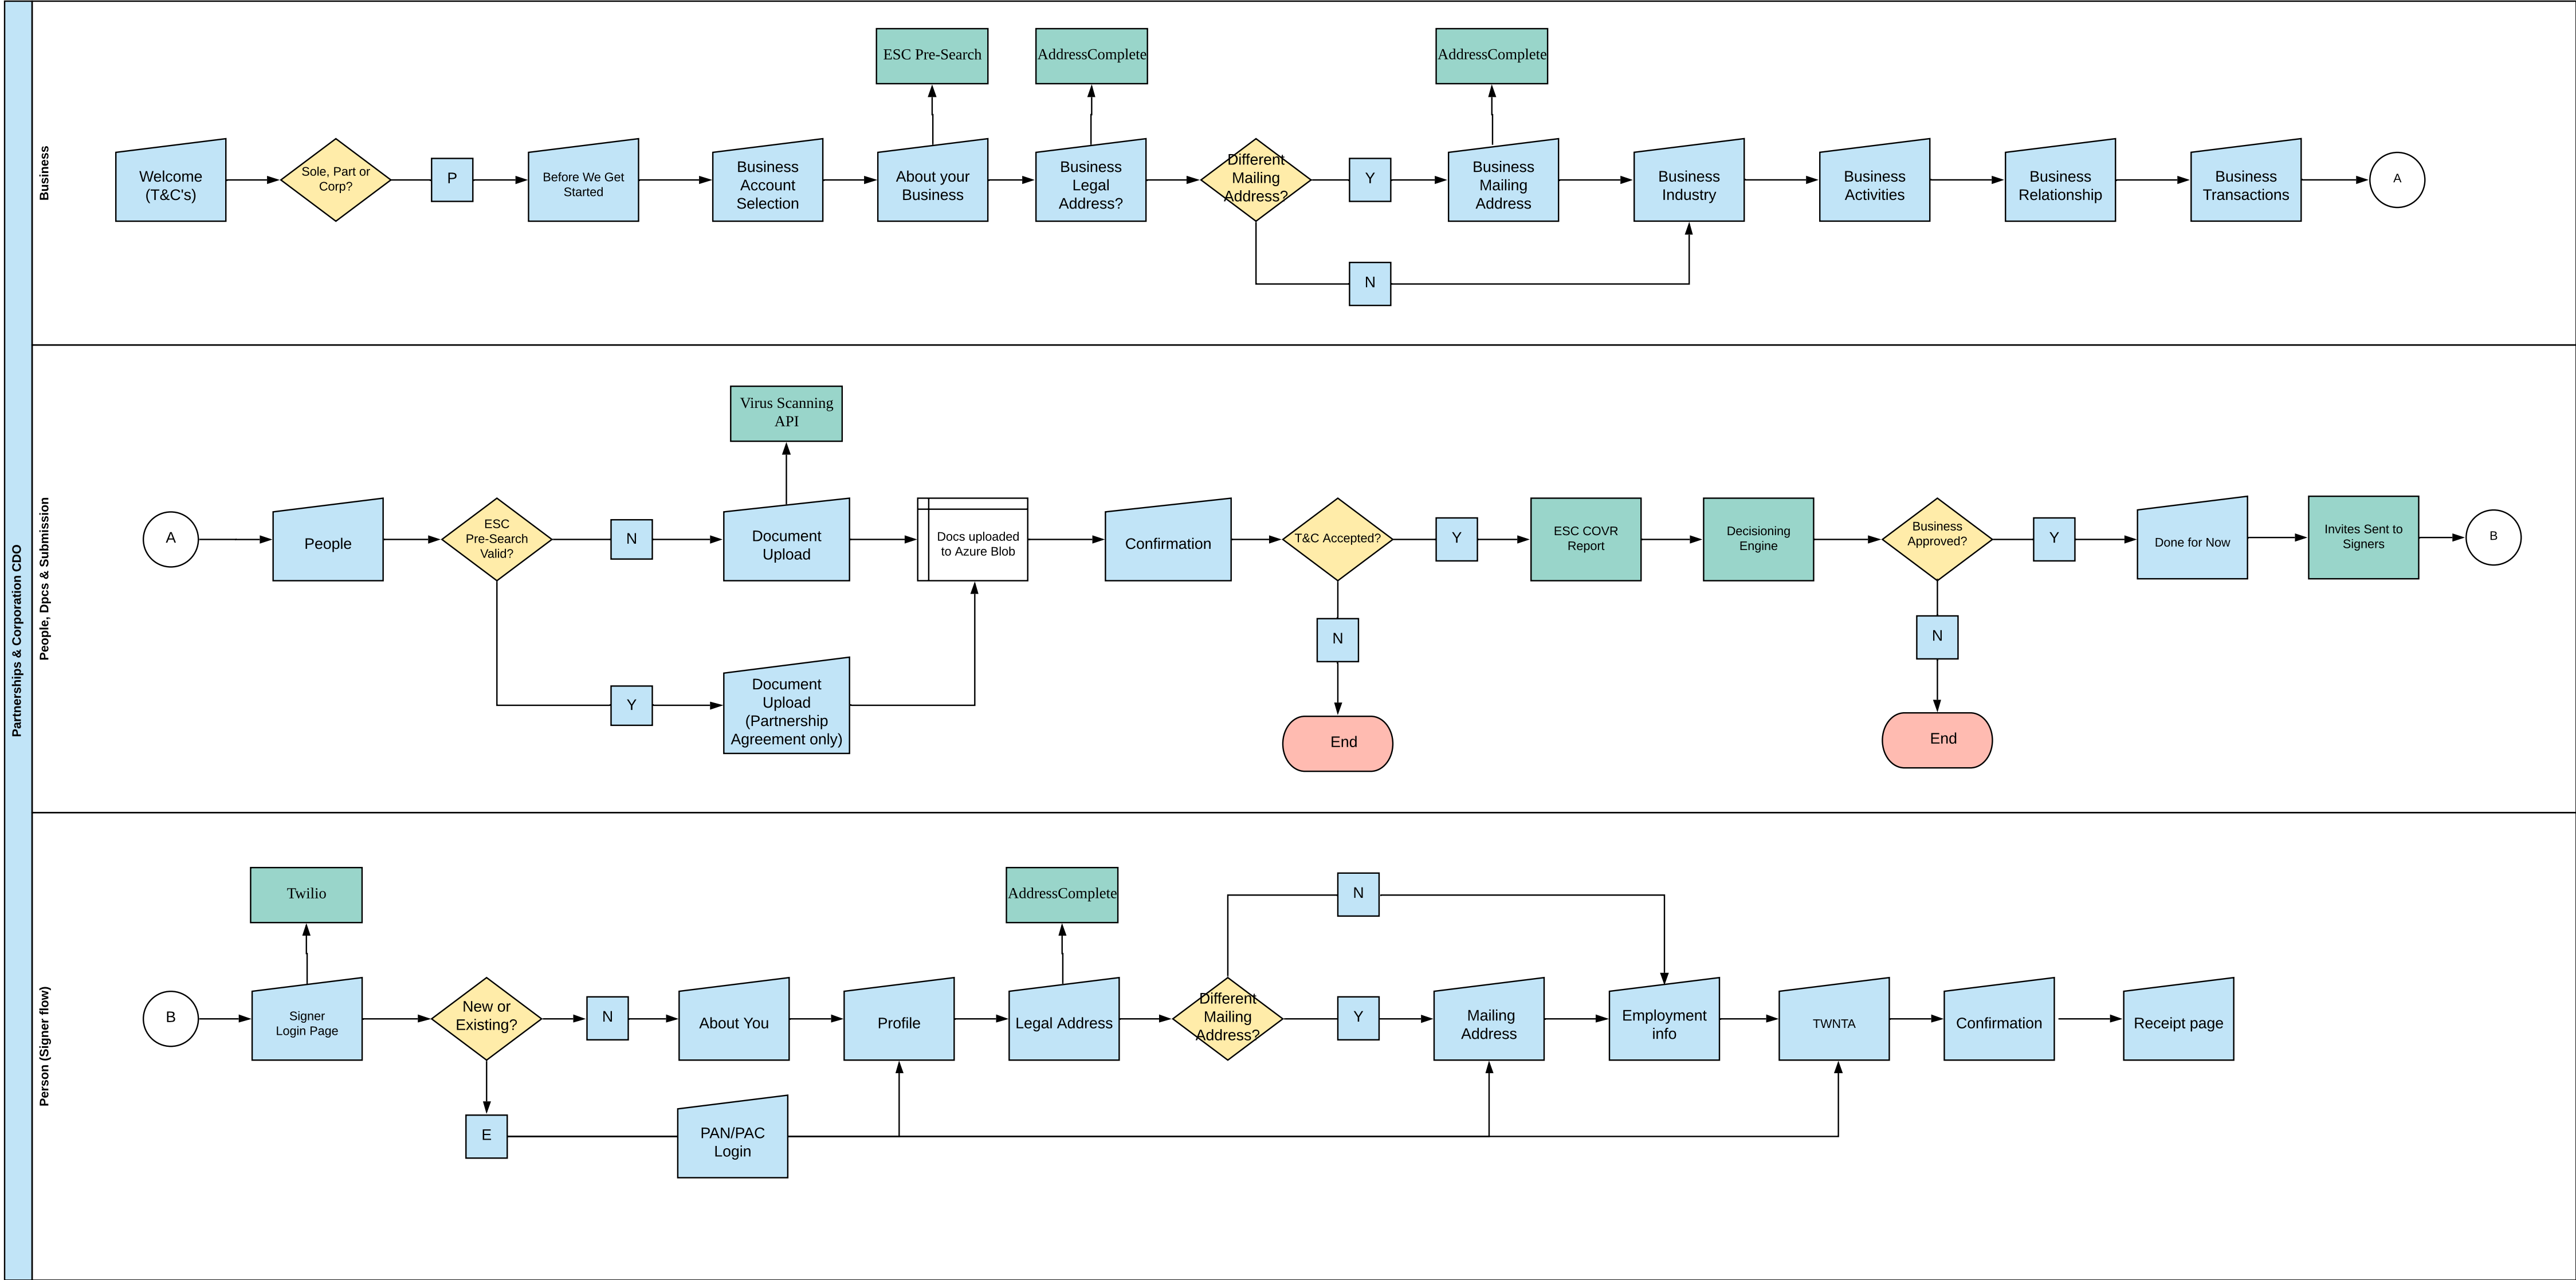 Partnerships & Corporation CDO
Business
ESC Pre-Search
AddressComplete
AddressComplete
Welcome
(T&C's)
Sole, Part or
Corp?
P
Before We Get
Started
Business
Account
Selection
About your
Business
Business
Legal
Address?
Different
Mailing
Address?
Y
Business
Mailing
Address
Business
Industry
Business
Activities
Business
Relationship
Business
Transactions
A
N
People, Dpcs & Submission
Virus Scanning
API
A
People
ESC
Pre-Search
Valid?
N
Document
Upload
Docs uploaded
to Azure Blob
Confirmation
T&C Accepted?
Y
ESC COVR
Report
Decisioning
Engine
Business
Approved?
Y
Done for Now
Invites Sent to
Signers
B
N
N
Y
Document
Upload
(Partnership
Agreement only)
End
End
Person (Signer flow)
Twilio
AddressComplete
N
B
Signer
Login Page
New or
Existing?
N
About You
Profile
Legal Address
Different
Mailing
Address?
Y
Mailing
Address
Employment
info
TWNTA
Confirmation
Receipt page
E
PAN/PAC
Login